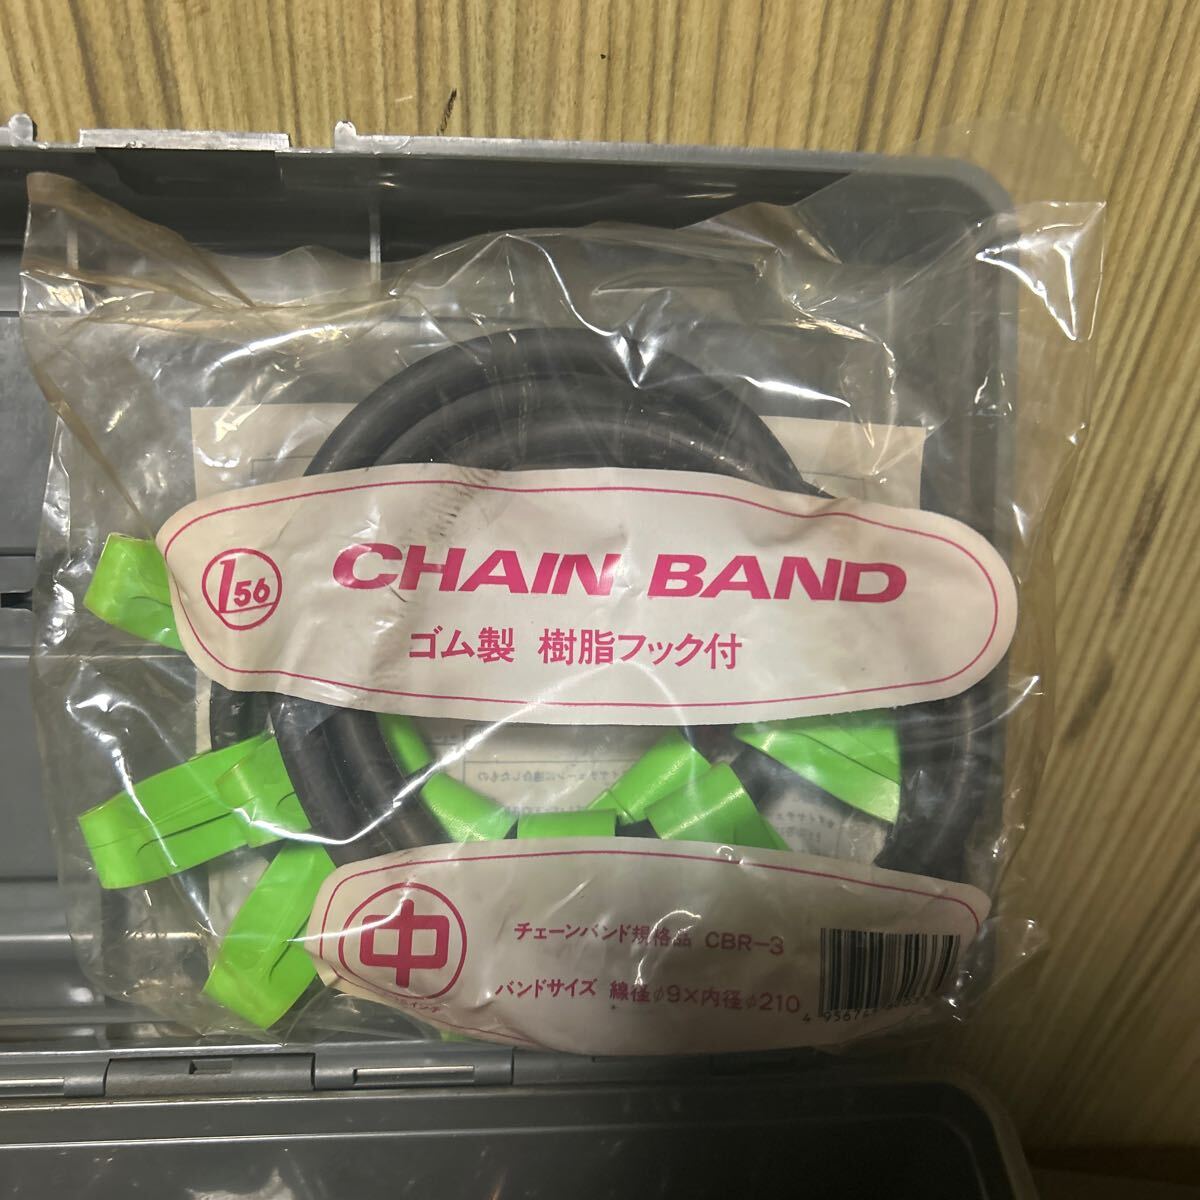 156
CHAIN BAND
ゴム製 樹脂フック付
中
チェーンバンド規格品 CBR-3
バンドサイズ 線径φ9×内径φ210